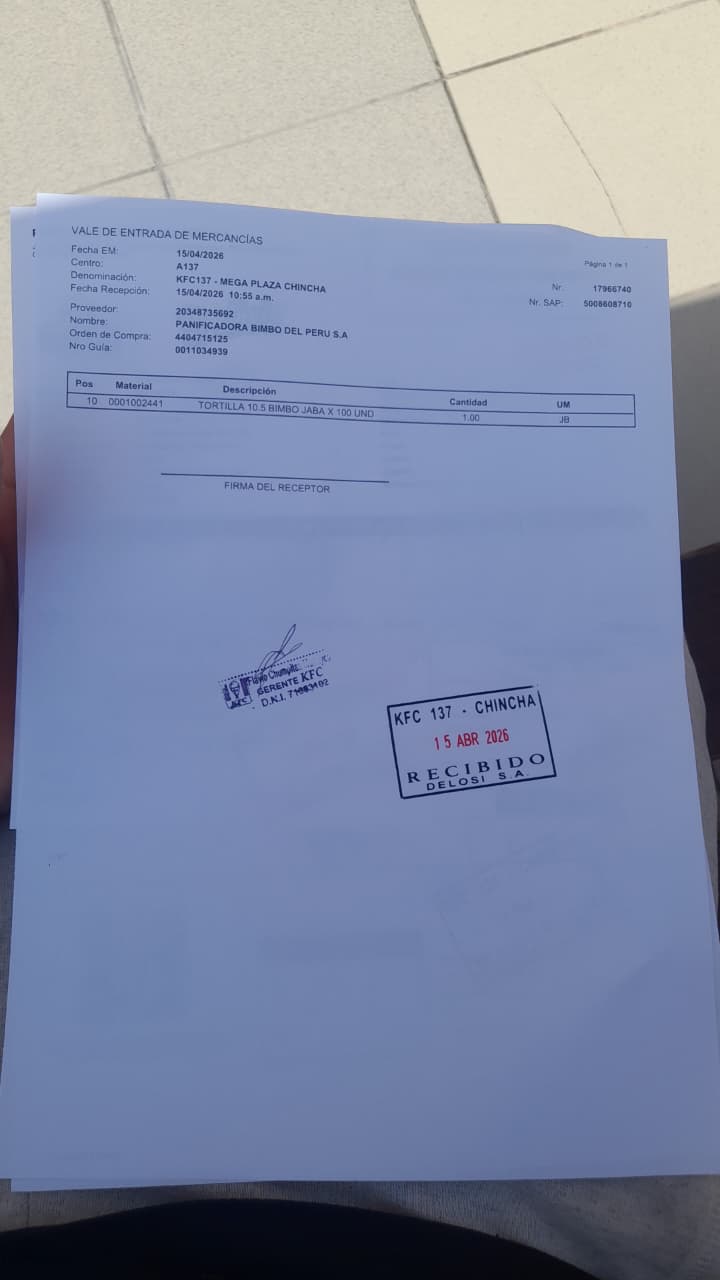 VALE DE ENTRADA DE MERCANCÍAS
Página 1 de 1
Fecha EM: 15/04/2026
Centro: A137
Denominación: KFC137 - MEGA PLAZA CHINCHA
Nr. 17966740
Fecha Recepción: 15/04/2026 10:55 a.m.
Nr. SAP: 5008608710
Proveedor: 20348735692
Nombre: PANIFICADORA BIMBO DEL PERU S.A
Orden de Compra: 4404715125
Nro Guía: 0011034939
Pos Material Descripción Cantidad UM
10 0001002441 TORTILLA 10.5 BIMBO JABA X 100 UND 1.00 JB
FIRMA DEL RECEPTOR
GERENTE KFC
D.N.I.
KFC 137 - CHINCHA
15 ABR 2026
RECIBIDO
DELOSI S.A.